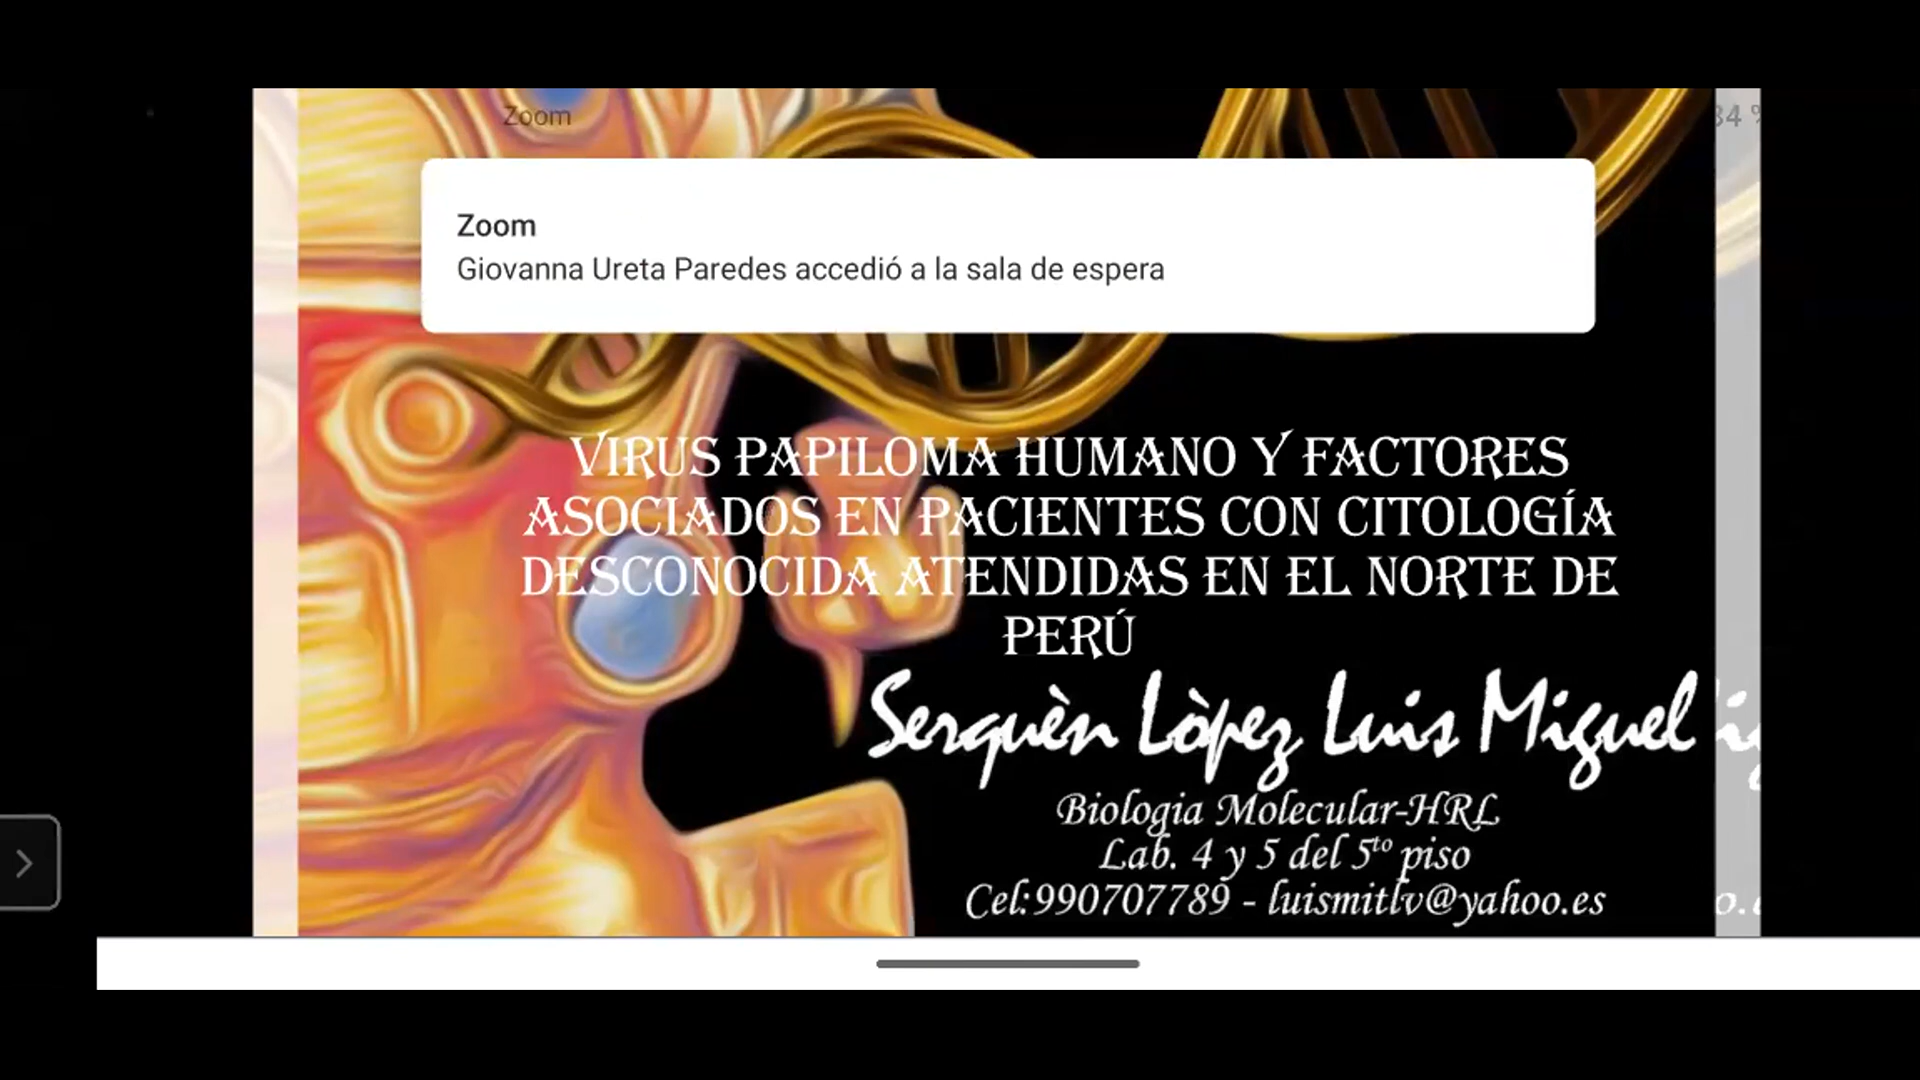 Zoom
84 %
Zoom
Giovanna Ureta Paredes accedió a la sala de espera
VIRUS PAPILOMA HUMANO Y FACTORES
ASOCIADOS EN PACIENTES CON CITOLOGÍA
DESCONOCIDA ATENDIDAS EN EL NORTE DE
PERÚ
Serquèn Lòpez Luis Miguel
Biologia Molecular-HRL
Lab. 4 y 5 del 5to piso
Cel:990707789 - luismitlv@yahoo.es